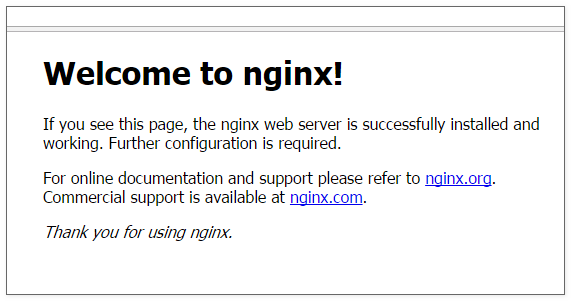 Welcome to nginx!
If you see this page, the nginx web server is successfully installed and
working. Further configuration is required.
For online documentation and support please refer to nginx.org.
Commercial support is available at nginx.com.
Thank you for using nginx.